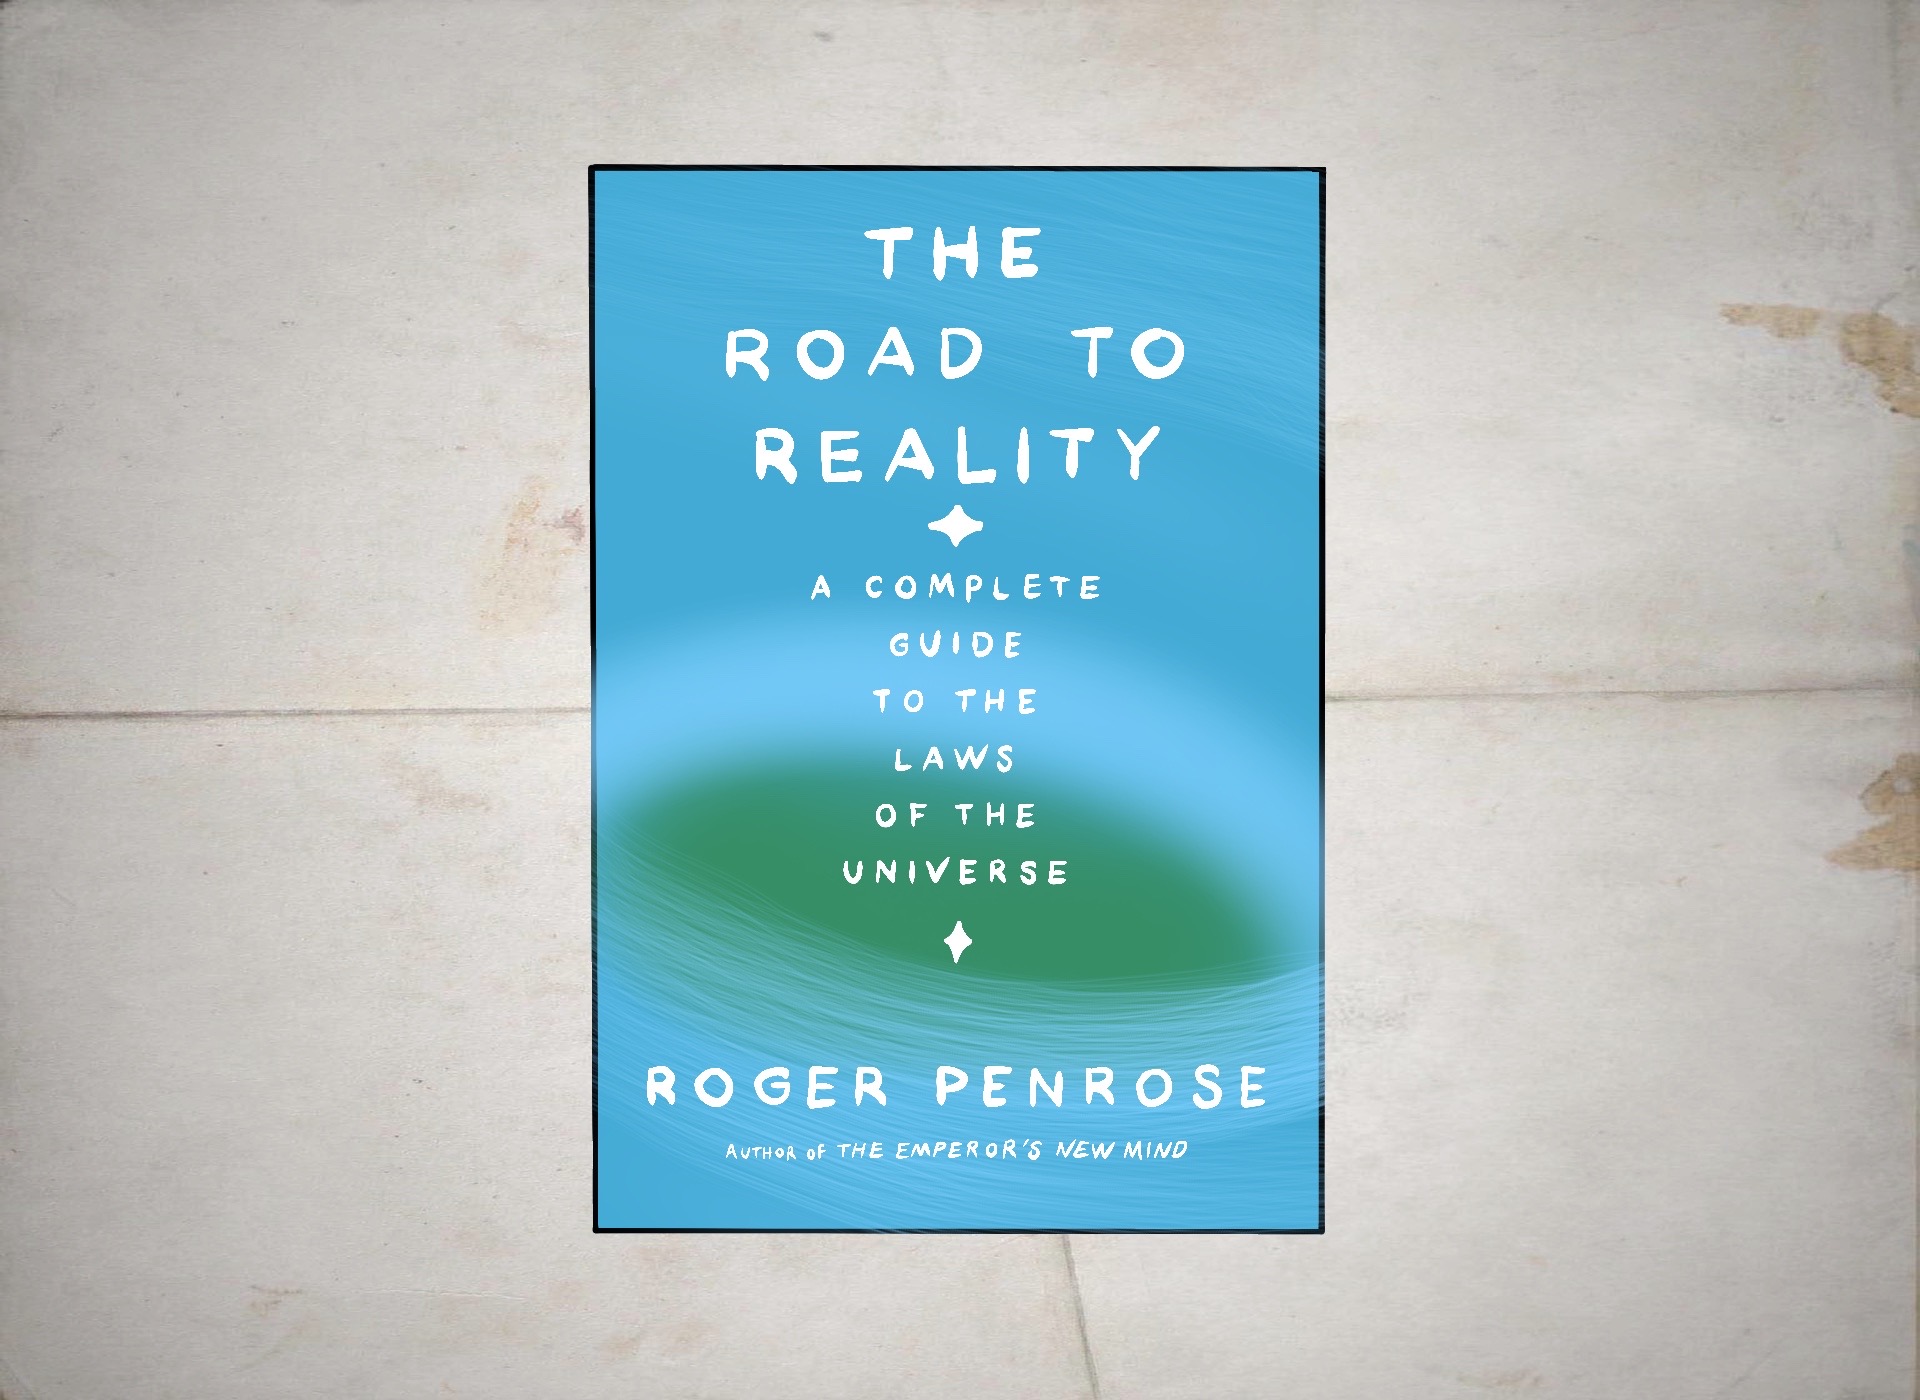 THE
ROAD TO
REALITY
A COMPLETE
GUIDE
TO THE
LAWS
OF THE
UNIVERSE
ROGER PENROSE
AUTHOR OF THE EMPEROR'S NEW MIND